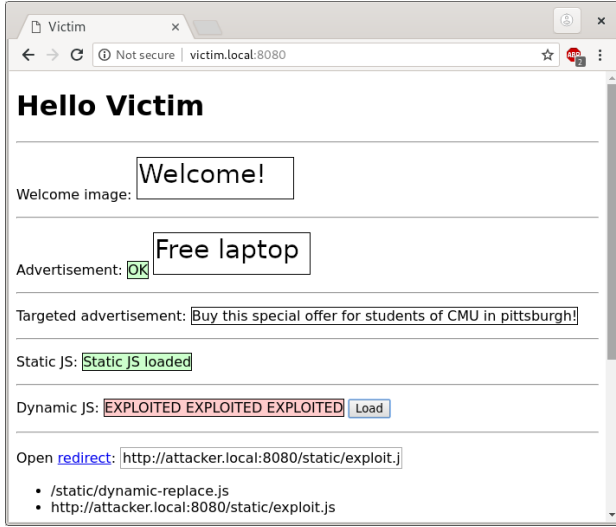 Victim
Not secure | victim.local:8080
ABP
2
Hello Victim
Welcome image: Welcome!
Advertisement: OK Free laptop
Targeted advertisement: Buy this special offer for students of CMU in pittsburgh!
Static JS: Static JS loaded
Dynamic JS: EXPLOITED EXPLOITED EXPLOITED Load
Open redirect: http://attacker.local:8080/static/exploit.j
• /static/dynamic-replace.js
• http://attacker.local:8080/static/exploit.js